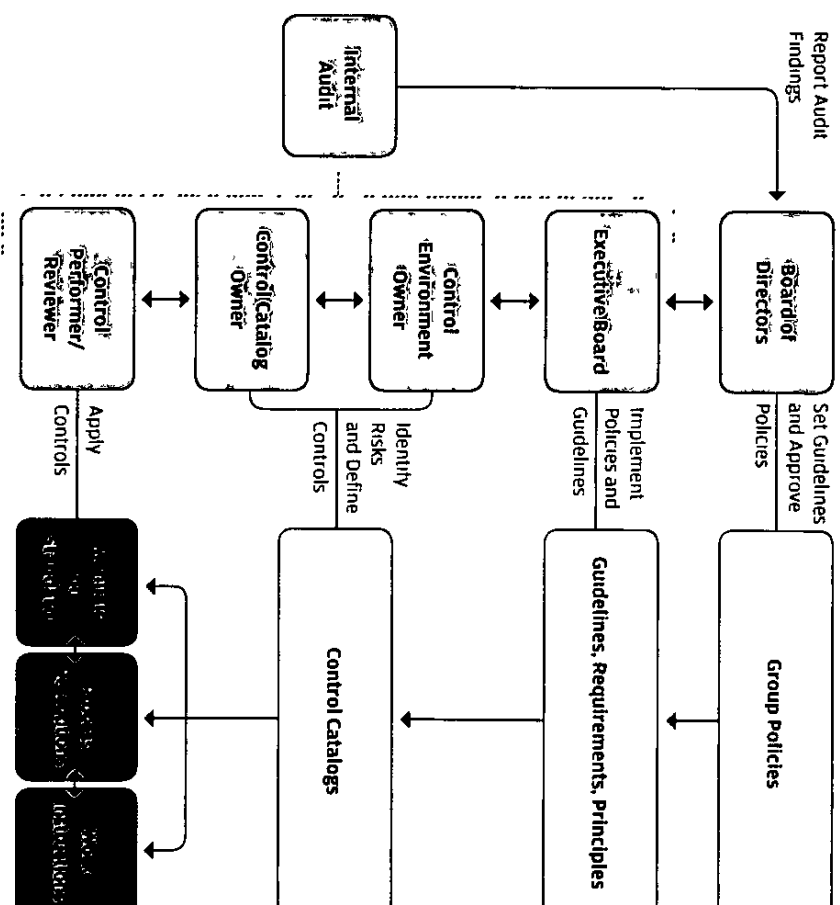 Report Audit
Findings
Internal
Audit
Board of
Directors
Set Guidelines
and Approve
Policies
Group Policies
Executive Board
Implement
Policies and
Guidelines
Guidelines, Requirements, Principles
Control
Environment
Owner
Control Catalog
Owner
Identify
Risks
and Define
Controls
Control Catalogs
Control
Performer/
Reviewer
Apply
Controls